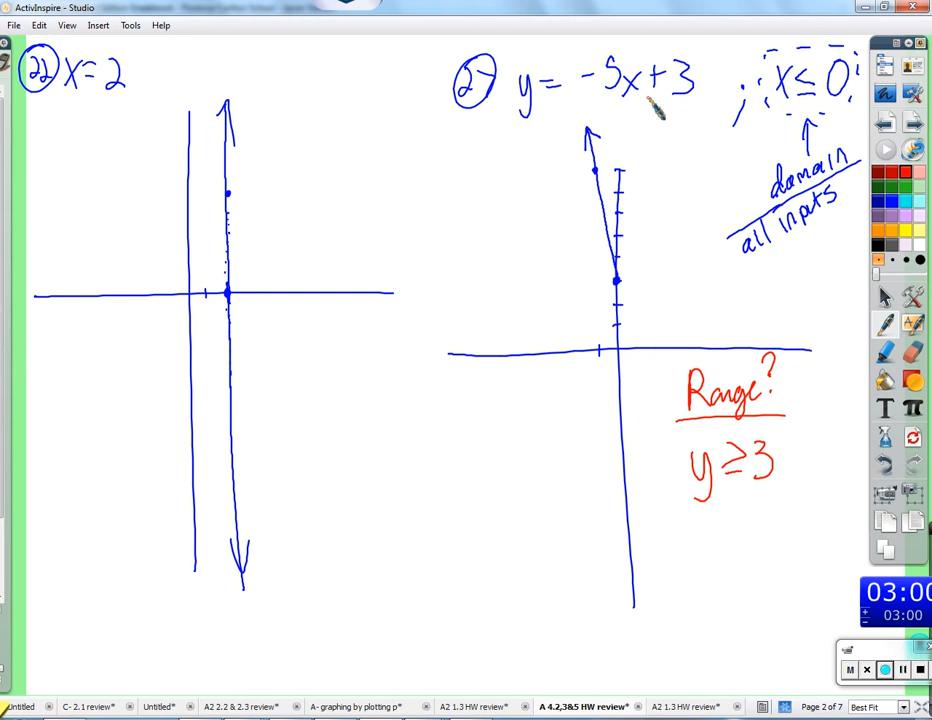 ActivInspire - Studio
File Edit View Insert Tools Help
22 x = 2
27 y = -5x + 3 ; x ≤ 0
domain
all inputs
Range?
y ≥ 3
03:00
03:00
M
Untitled C- 2.1 review* Untitled* A2 2.2 & 2.3 review* A- graphing by plotting p* A2 1.3 HW review* A 4.2,3&5 HW review* A2 1.3 HW review* Page 2 of 7 Best Fit